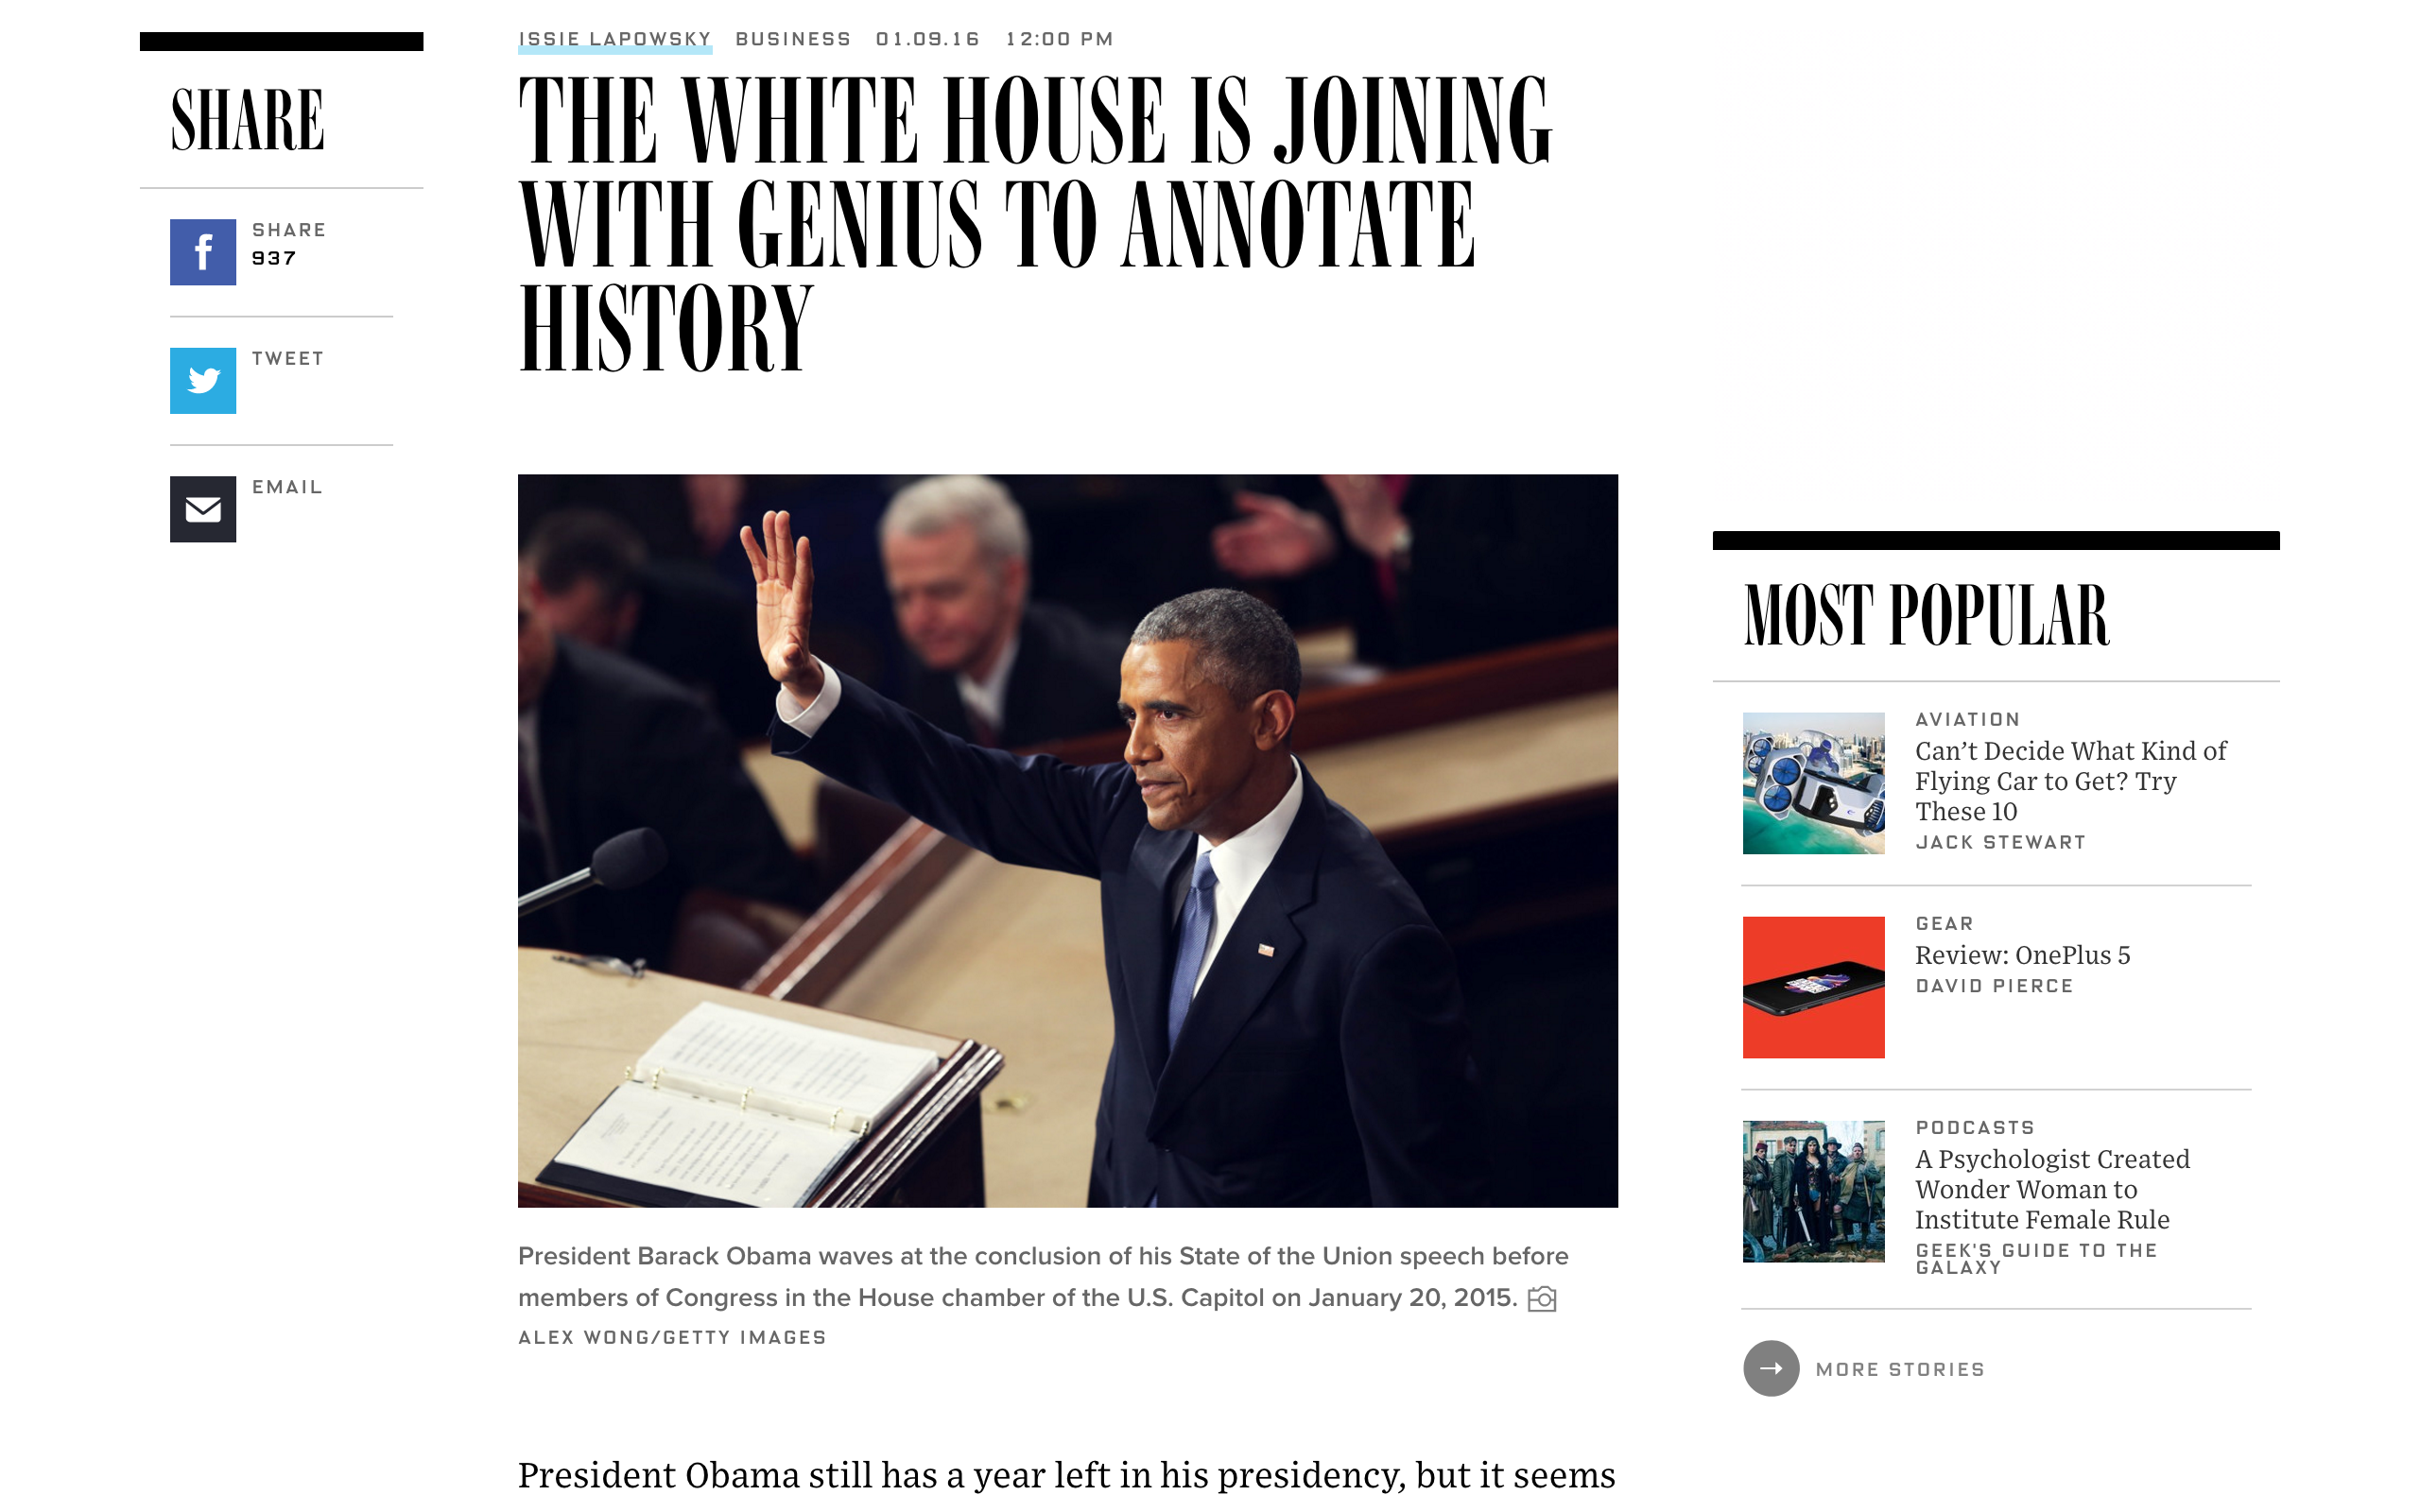 SHARE
SHARE
937
TWEET
EMAIL
ISSIE LAPOWSKY BUSINESS 01.09.16 12:00 PM
THE WHITE HOUSE IS JOINING
WITH GENIUS TO ANNOTATE
HISTORY
President Barack Obama waves at the conclusion of his State of the Union speech before
members of Congress in the House chamber of the U.S. Capitol on January 20, 2015.
ALEX WONG/GETTY IMAGES
President Obama still has a year left in his presidency, but it seems
MOST POPULAR
AVIATION
Can’t Decide What Kind of
Flying Car to Get? Try
These 10
JACK STEWART
GEAR
Review: OnePlus 5
DAVID PIERCE
PODCASTS
A Psychologist Created
Wonder Woman to
Institute Female Rule
GEEK'S GUIDE TO THE
GALAXY
MORE STORIES